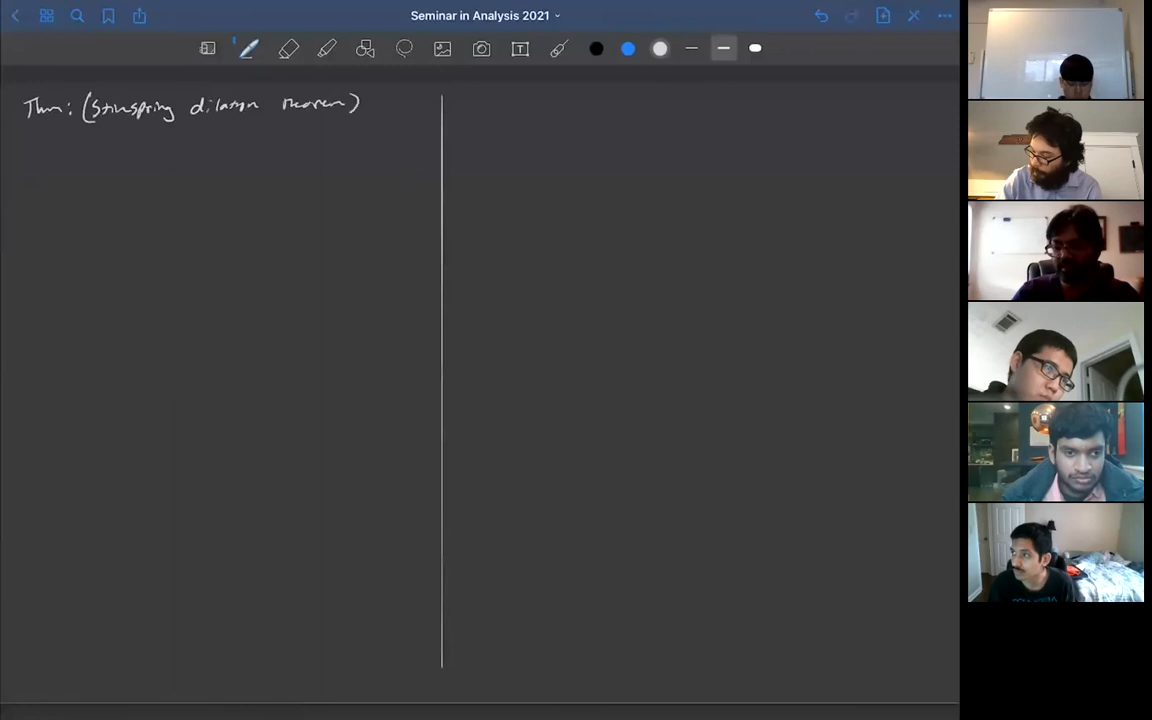 Seminar in Analysis 2021
Thm: (Stinespring dilation theorem)